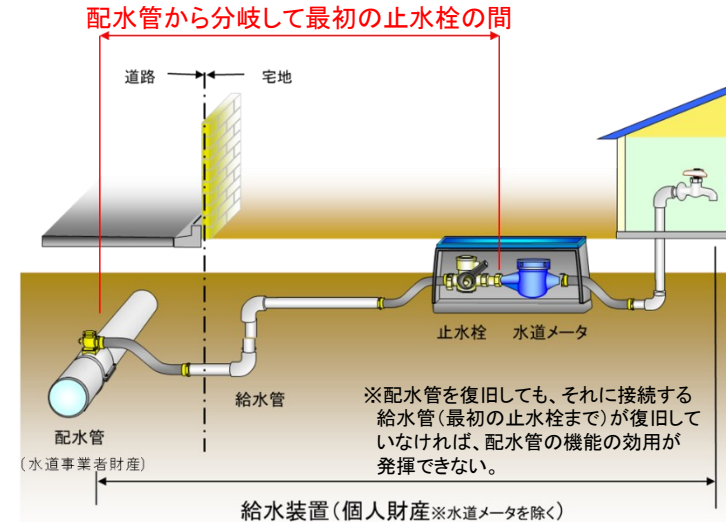 配水管から分岐して最初の止水栓の間
道路
宅地
止水栓
水道メータ
給水管
配水管
(水道事業者財産)
※配水管を復旧しても、それに接続する
給水管(最初の止水栓まで)が復旧して
いなければ、配水管の機能の効用が
発揮できない。
給水装置(個人財産※水道メータを除く)